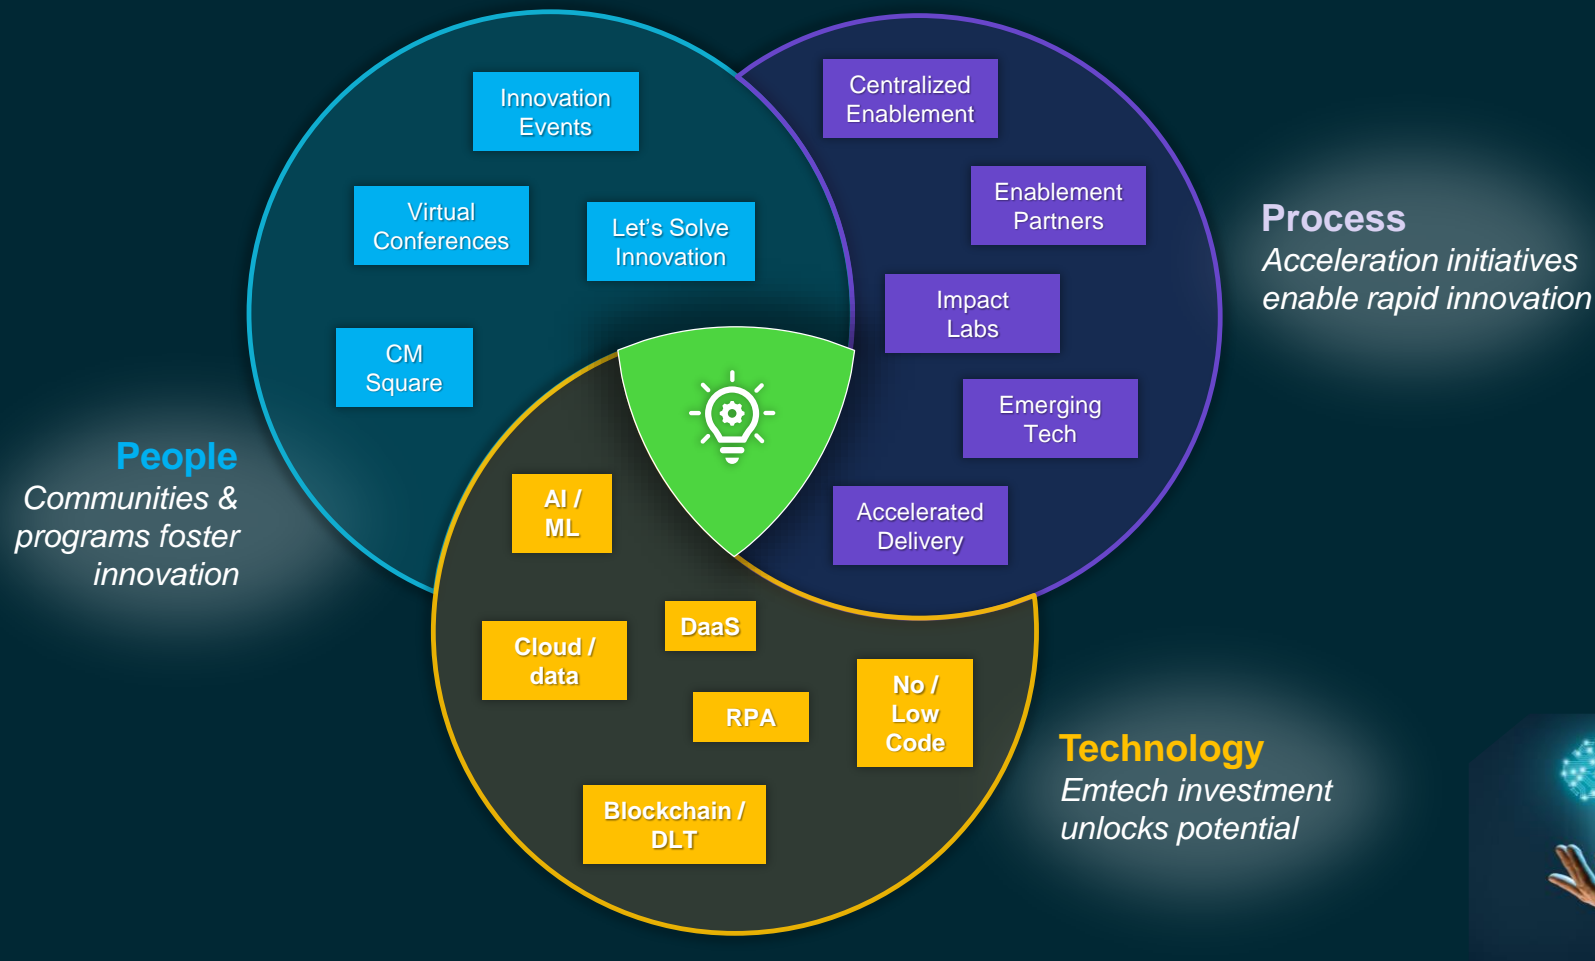 Innovation
Events
Virtual
Conferences
Let's Solve
Innovation
CM
Square
People
Communities &
programs foster
innovation
Centralized
Enablement
Enablement
Partners
Impact
Labs
Emerging
Tech
Accelerated
Delivery
Process
Acceleration initiatives
enable rapid innovation
AI /
ML
DaaS
Cloud /
data
RPA
No /
Low
Code
Blockchain /
DLT
Technology
Emtech investment
unlocks potential